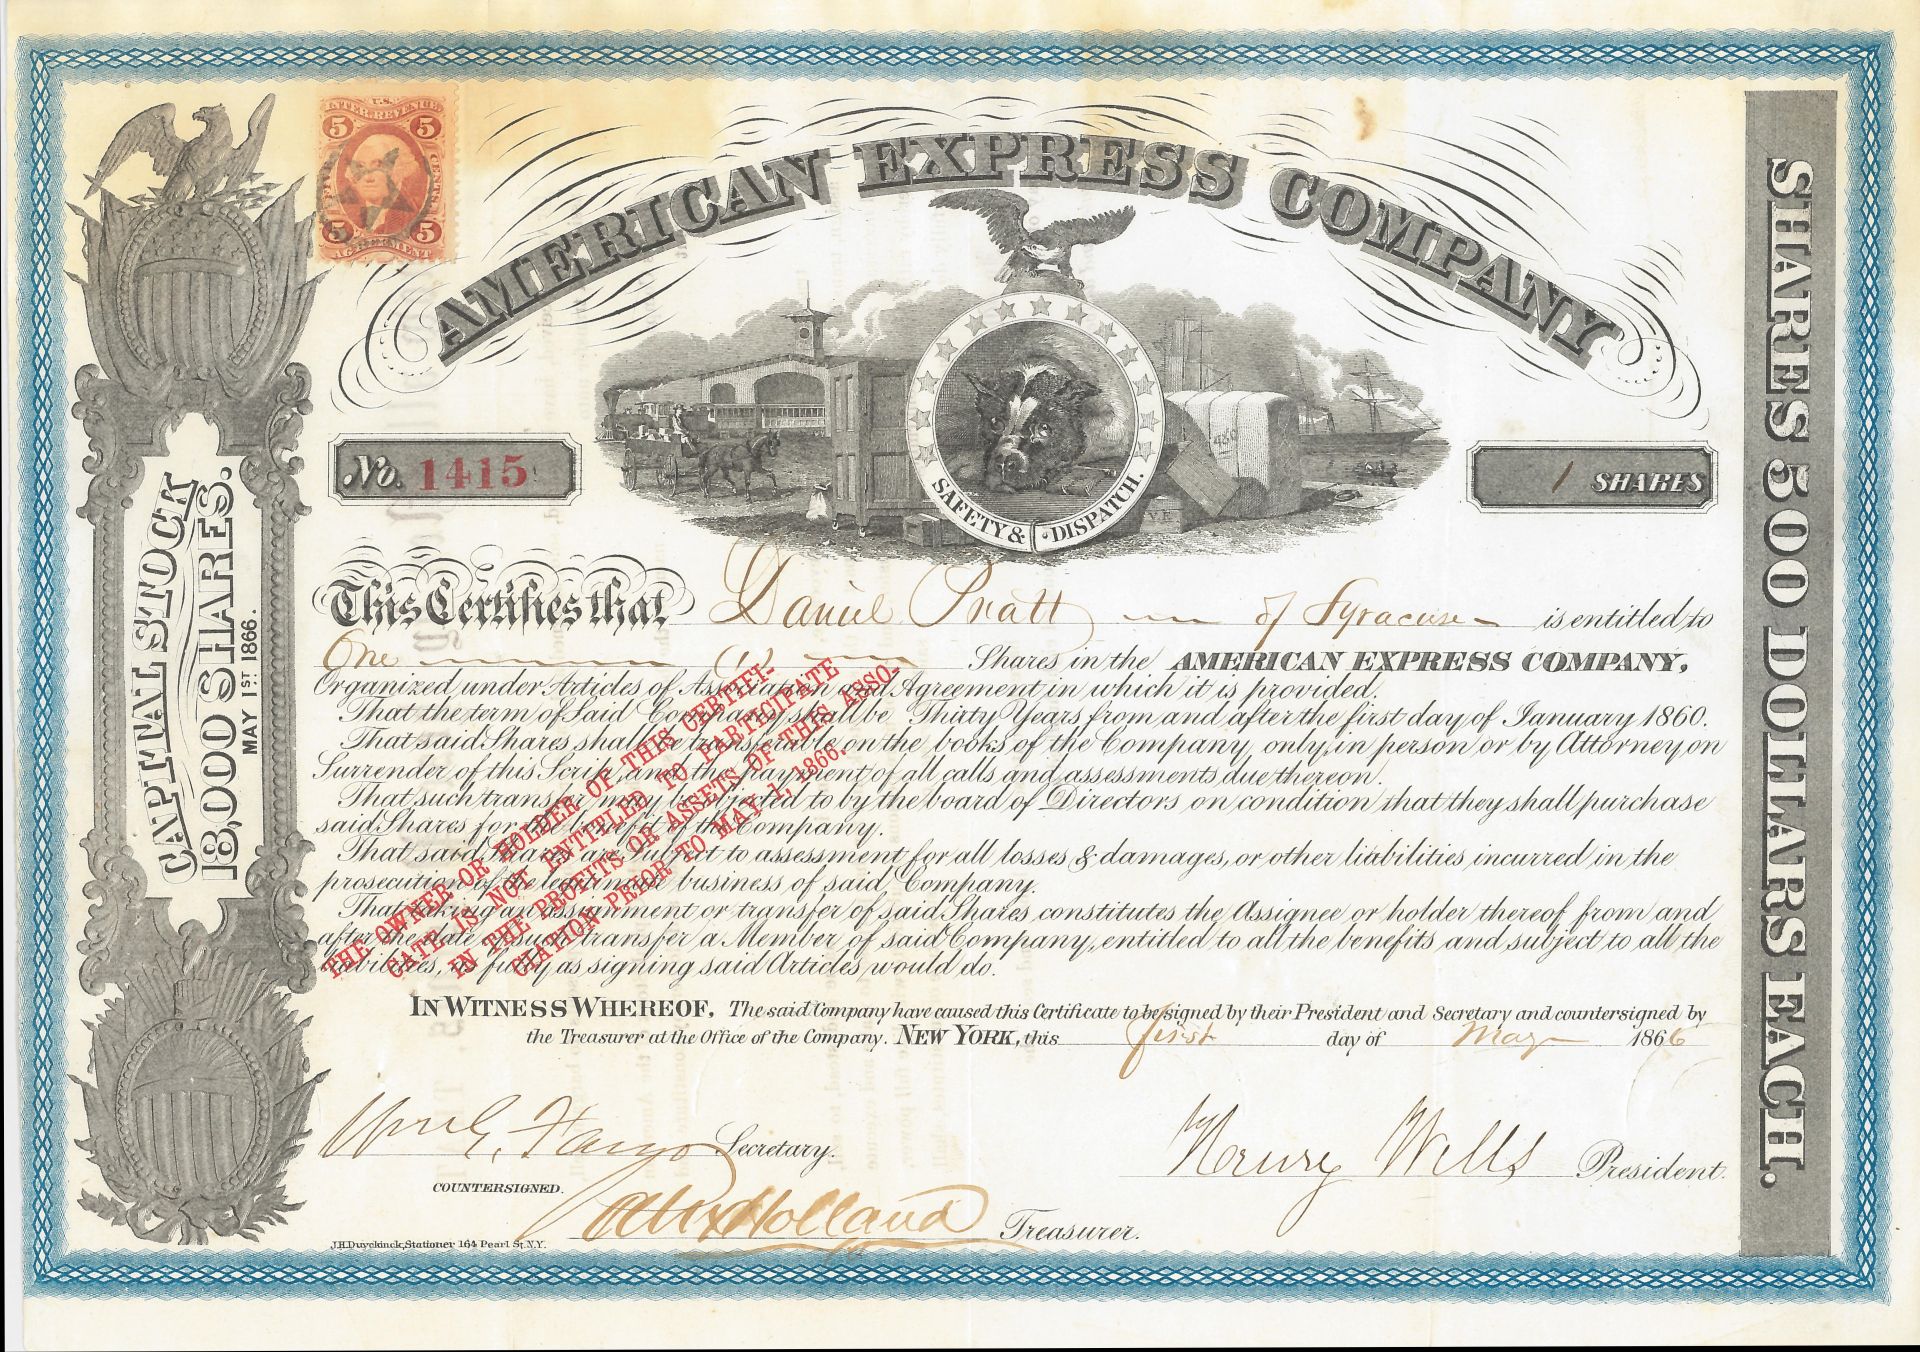 U.S.
INTER. REVENUE
5 5
FIVE CENTS
5 5
AGREEMENT
AMERICAN EXPRESS COMPANY
SAFETY & DISPATCH.
No. 1415
1 SHARES
CAPITAL STOCK
18,000 SHARES.
MAY 1ST 1866.
SHARES 500 DOLLARS EACH.
This Certifies that Daniel Pratt of Syracuse is entitled to
One (1) Shares in the AMERICAN EXPRESS COMPANY,
Organized under Articles of Association and Agreement in which it is provided.
That the term of Said Company shall be Thirty Years from and after the first day of January 1860.
That said Shares shall be transferable on the books of the Company, only, in person or by Attorney on
Surrender of this Scrip, and the payment of all calls and assessments due thereon.
That such transfer may be objected to by the board of Directors on condition that they shall purchase
said Shares for the benefit of the Company.
That said Shares are Subject to assessment for all losses & damages, or other liabilities incurred in the
prosecution of the legitimate business of said Company.
That taking an assignment or transfer of said Shares constitutes the Assignee or holder thereof from and
after the date of such transfer a Member of said Company, entitled to all the benefits and subject to all the
liabilities, as fully as signing said Articles would do.
THE OWNER OR HOLDER OF THIS CERTIFI-
CATE IS NOT ENTITLED TO PARTICIPATE
IN THE PROFITS OR ASSETS OF THIS ASSO-
CIATION PRIOR TO MAY 1, 1866.
IN WITNESS WHEREOF, The said Company have caused this Certificate to be signed by their President and Secretary and countersigned by
the Treasurer at the Office of the Company. NEW YORK, this first day of May 1866
Wm G. Fargo Secretary.
Henry Wells President.
COUNTERSIGNED.
Alex Holland Treasurer.
J.H. Duyckinck, Stationer 164 Pearl St. N.Y.